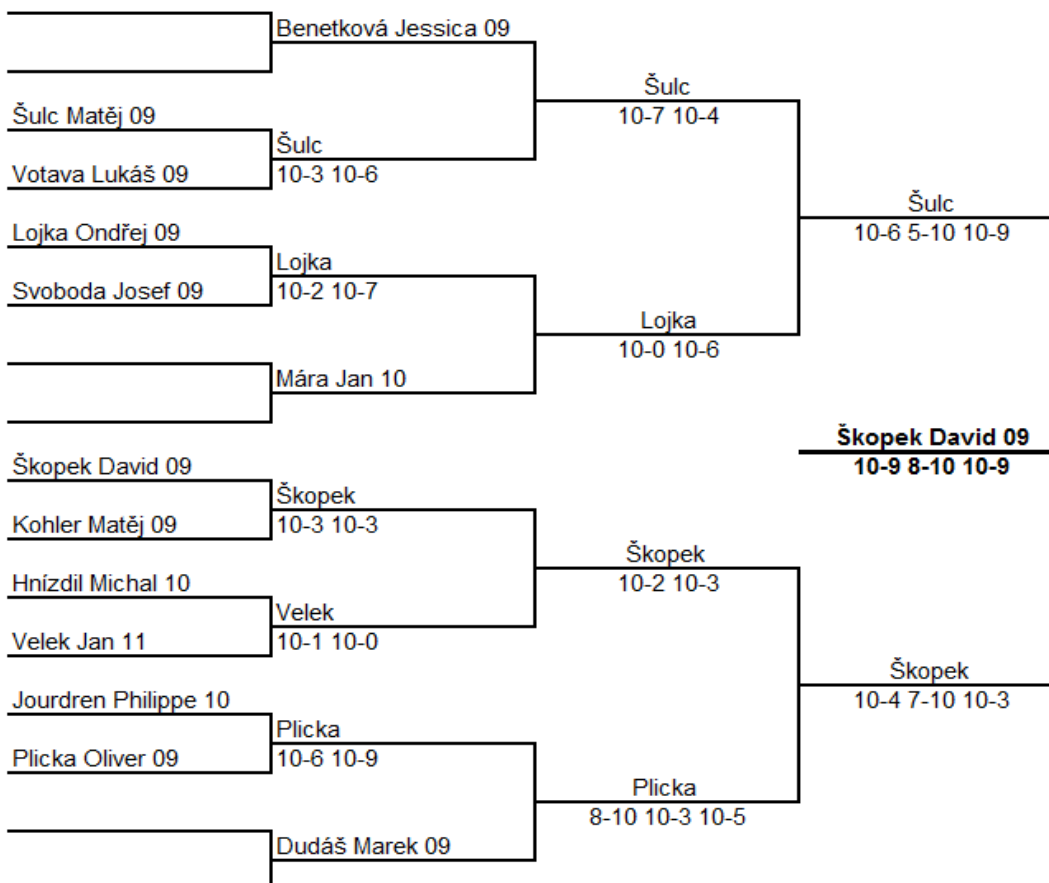 Benetková Jessica 09
Šulc
10-7 10-4
Šulc Matěj 09
Šulc
10-3 10-6
Votava Lukáš 09
Šulc
10-6 5-10 10-9
Lojka Ondřej 09
Lojka
10-2 10-7
Svoboda Josef 09
Lojka
10-0 10-6
Mára Jan 10
Škopek David 09
10-9 8-10 10-9
Škopek David 09
Škopek
10-3 10-3
Kohler Matěj 09
Škopek
10-2 10-3
Hnízdil Michal 10
Velek
10-1 10-0
Velek Jan 11
Škopek
10-4 7-10 10-3
Jourdren Philippe 10
Plicka
10-6 10-9
Plicka Oliver 09
Plicka
8-10 10-3 10-5
Dudáš Marek 09